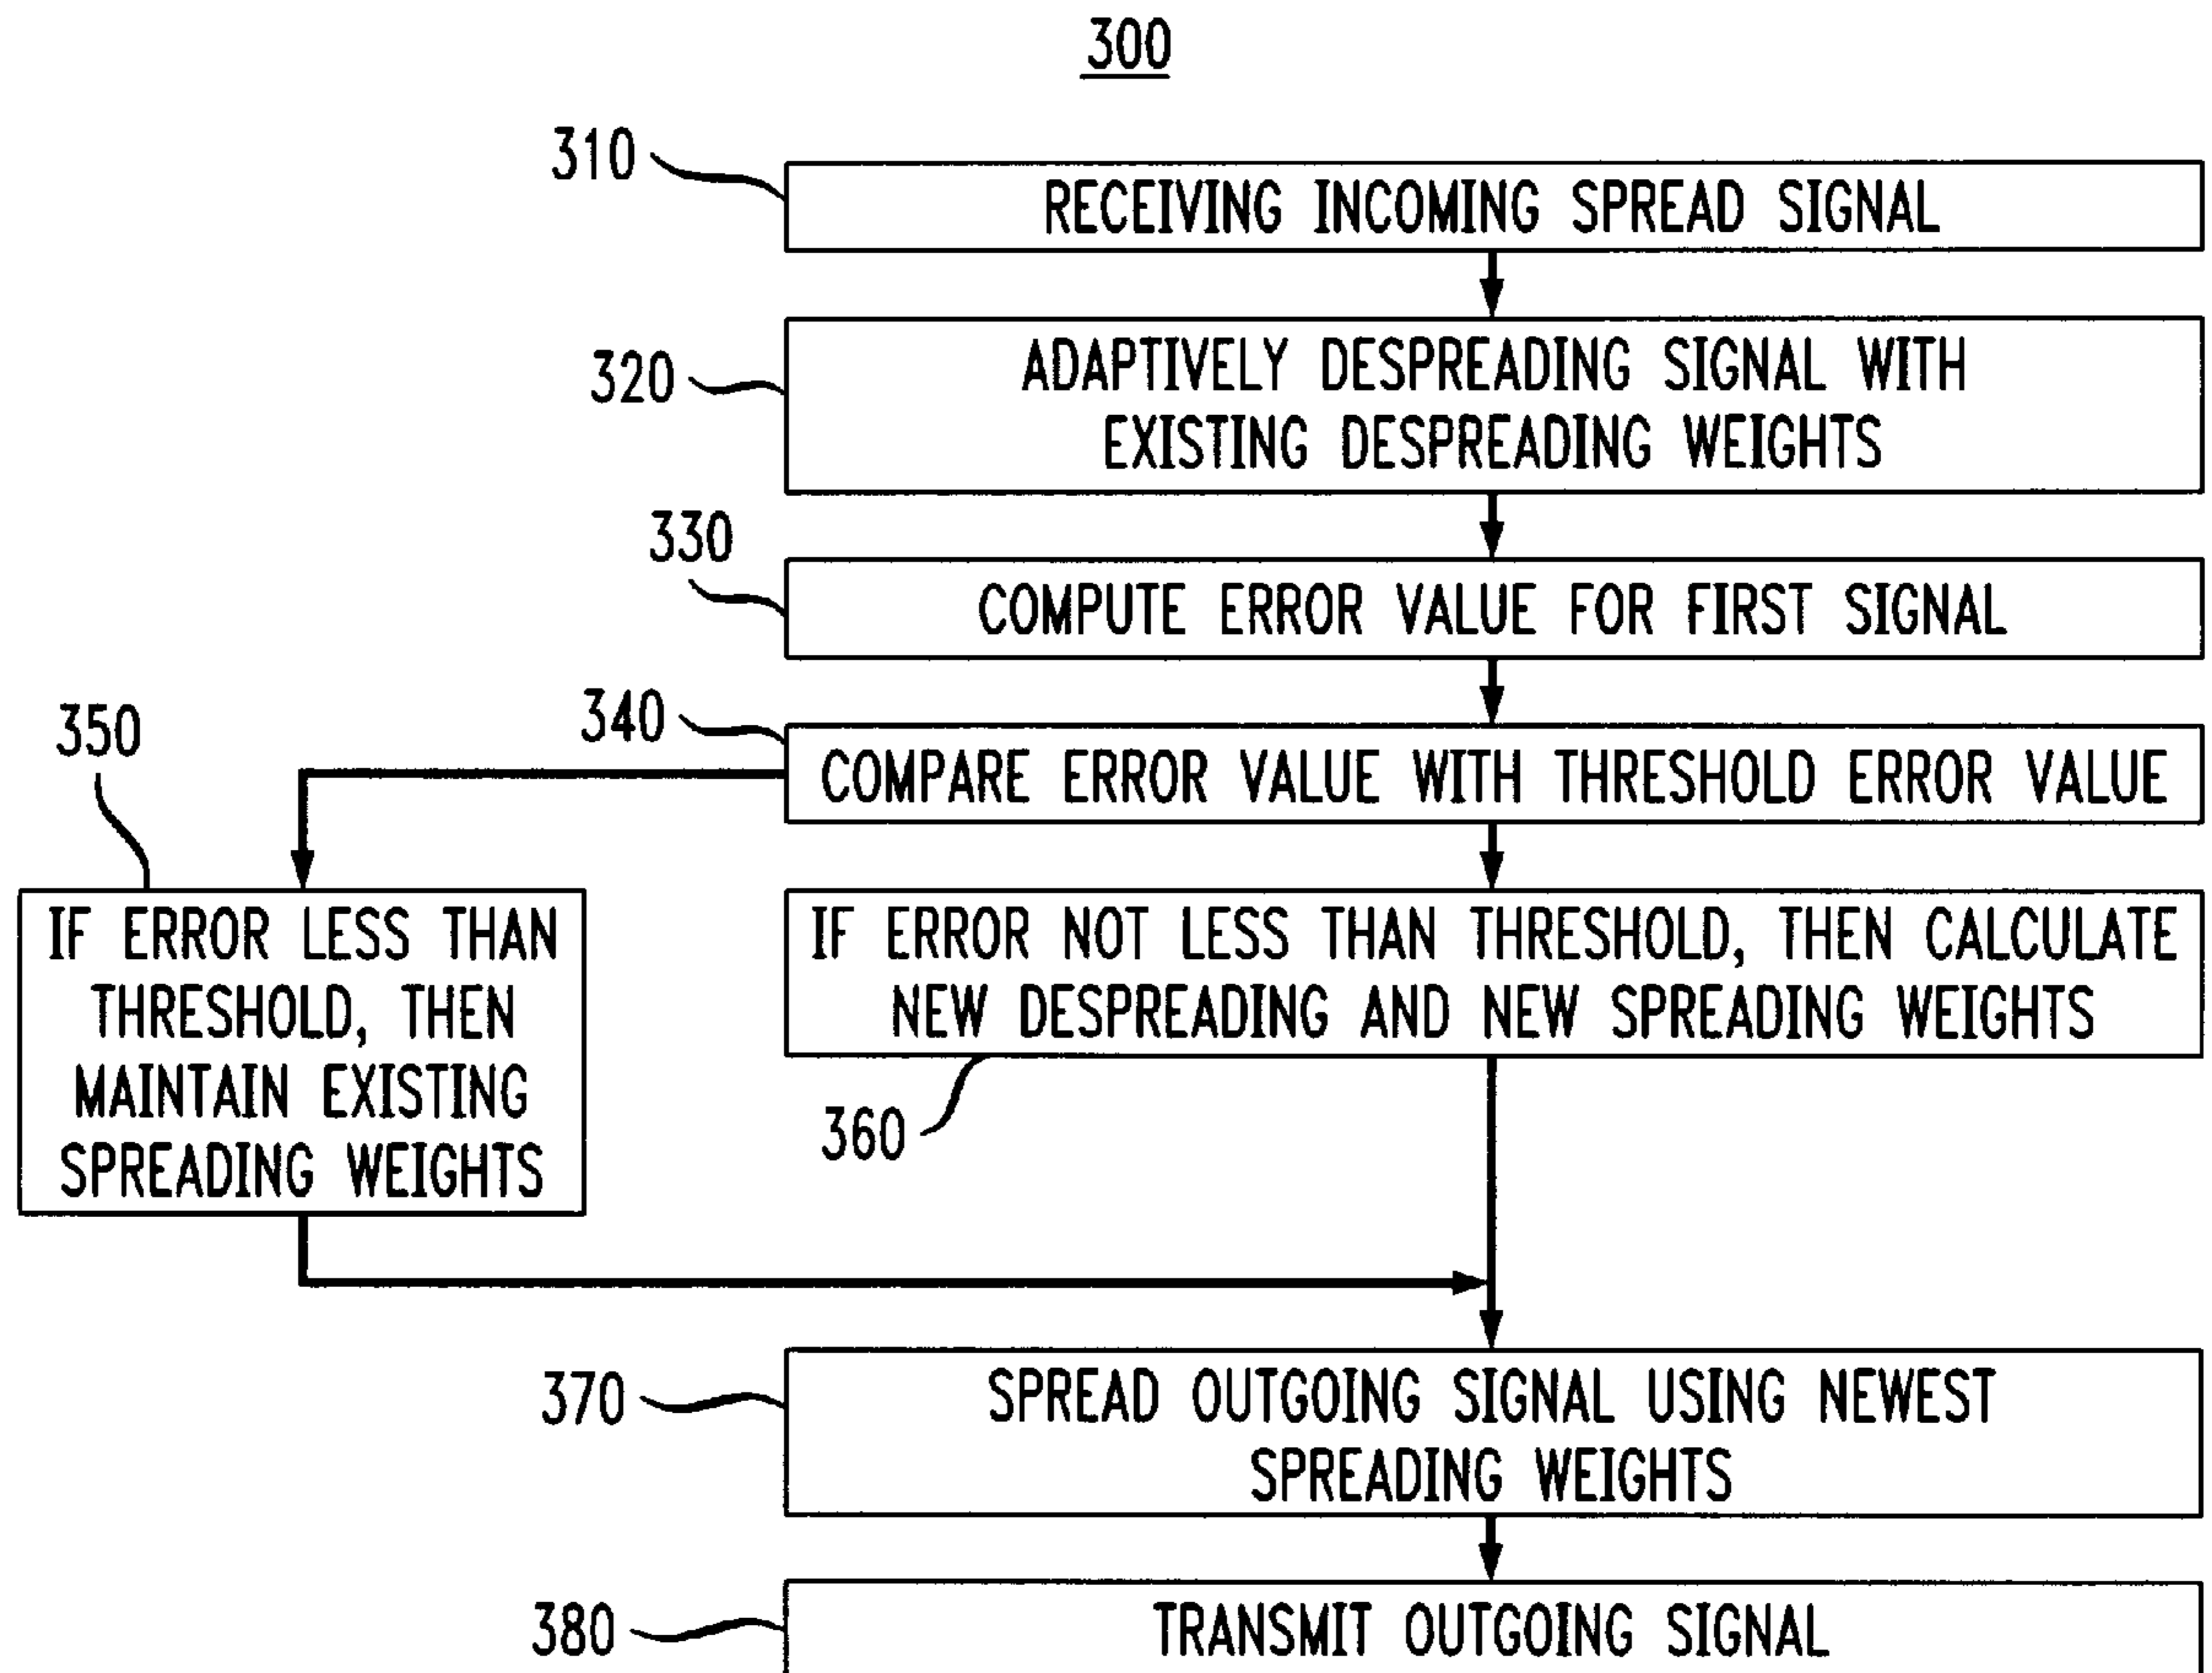 300
310
RECEIVING INCOMING SPREAD SIGNAL
320
ADAPTIVELY DESPREADING SIGNAL WITH
EXISTING DESPREADING WEIGHTS
330
COMPUTE ERROR VALUE FOR FIRST SIGNAL
340
COMPARE ERROR VALUE WITH THRESHOLD ERROR VALUE
350
IF ERROR LESS THAN
THRESHOLD, THEN
MAINTAIN EXISTING
SPREADING WEIGHTS
IF ERROR NOT LESS THAN THRESHOLD, THEN CALCULATE
NEW DESPREADING AND NEW SPREADING WEIGHTS
360
370
SPREAD OUTGOING SIGNAL USING NEWEST
SPREADING WEIGHTS
380
TRANSMIT OUTGOING SIGNAL